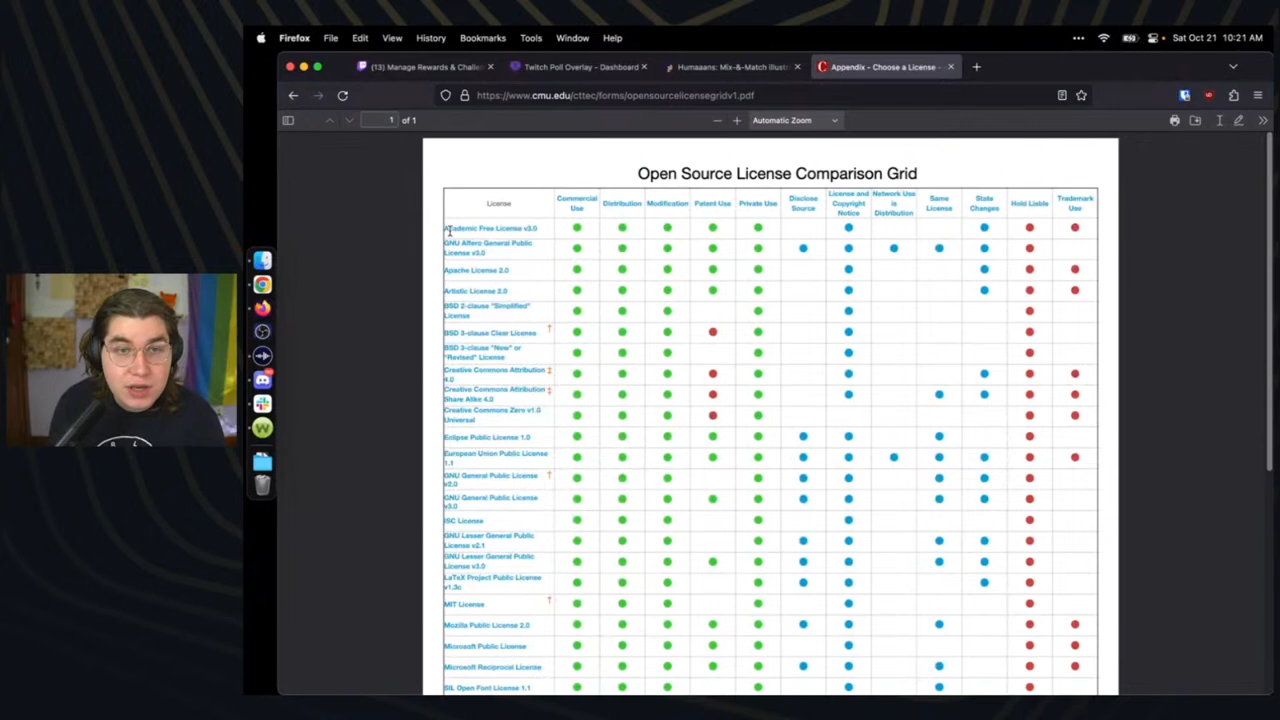 Firefox File Edit View History Bookmarks Tools Window Help
Sat Oct 21 10:21 AM
(13) Manage Rewards & Challe
Twitch Poll Overlay - Dashboard
Humaaans: Mix-&-Match Illustr
Appendix - Choose a License -
https://www.cmu.edu/cttec/forms/opensourcelicensegridv1.pdf
1 of 1
Automatic Zoom
Open Source License Comparison Grid
License
Commercial
Use
Distribution
Modification
Patent Use
Private Use
Disclose
Source
License and
Copyright
Notice
Network Use
is
Distribution
Same
License
State
Changes
Hold Liable
Trademark
Use
Academic Free License v3.0
GNU Affero General Public
License v3.0
Apache License 2.0
Artistic License 2.0
BSD 2-clause "Simplified"
License
BSD 3-clause Clear License †
BSD 3-clause "New" or
"Revised" License
Creative Commons Attribution ‡
4.0
Creative Commons Attribution ‡
Share Alike 4.0
Creative Commons Zero v1.0
Universal
Eclipse Public License 1.0
European Union Public License
1.1
GNU General Public License †
v2.0
GNU General Public License
v3.0
ISC License
GNU Lesser General Public
License v2.1
GNU Lesser General Public
License v3.0
LaTeX Project Public License
v1.3c
MIT License †
Mozilla Public License 2.0
Microsoft Public License
Microsoft Reciprocal License
SIL Open Font License 1.1